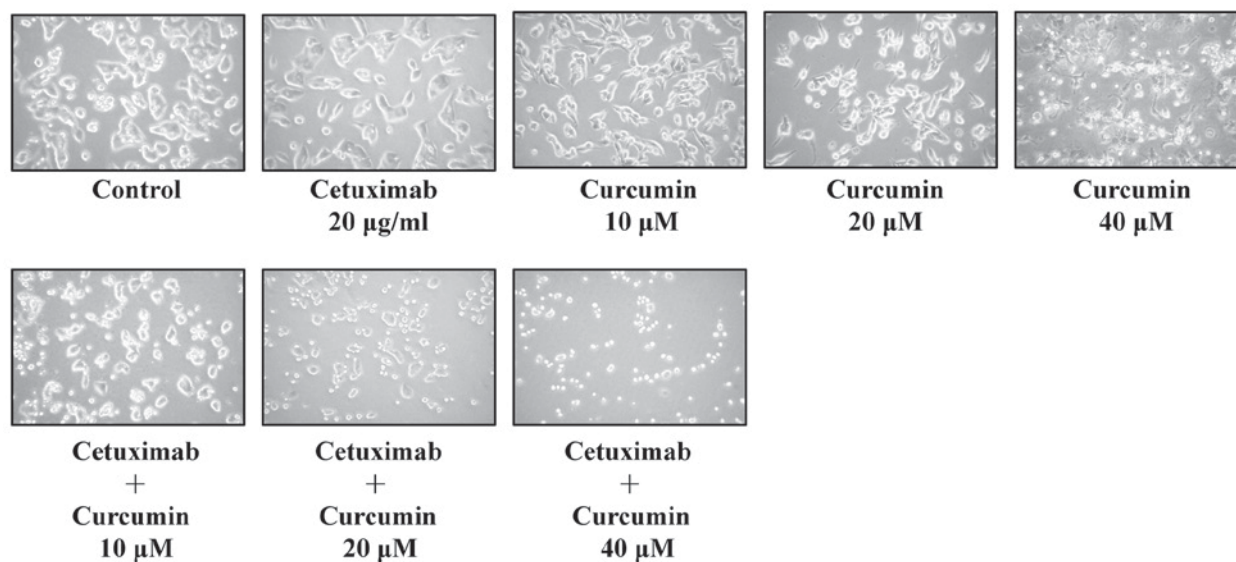 Control
Cetuximab
20 µg/ml
Curcumin
10 µM
Curcumin
20 µM
Curcumin
40 µM
Cetuximab
+
Curcumin
10 µM
Cetuximab
+
Curcumin
20 µM
Cetuximab
+
Curcumin
40 µM